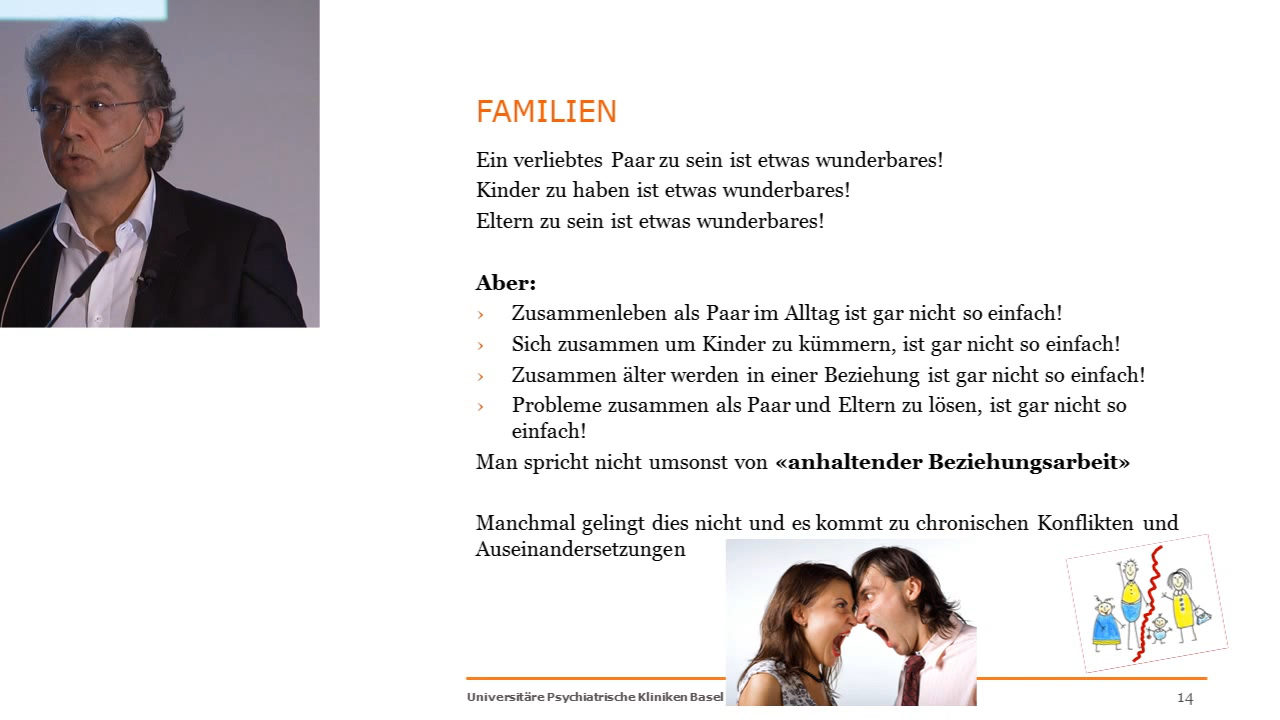 FAMILIEN
Ein verliebtes Paar zu sein ist etwas wunderbares!
Kinder zu haben ist etwas wunderbares!
Eltern zu sein ist etwas wunderbares!
Aber:
› Zusammenleben als Paar im Alltag ist gar nicht so einfach!
› Sich zusammen um Kinder zu kümmern, ist gar nicht so einfach!
› Zusammen älter werden in einer Beziehung ist gar nicht so einfach!
› Probleme zusammen als Paar und Eltern zu lösen, ist gar nicht so
einfach!
Man spricht nicht umsonst von «anhaltender Beziehungsarbeit»
Manchmal gelingt dies nicht und es kommt zu chronischen Konflikten und
Auseinandersetzungen
Universitäre Psychiatrische Kliniken Basel
14